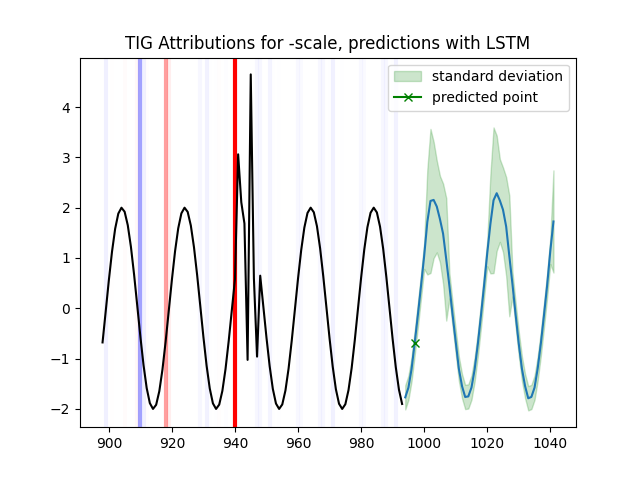 TIG Attributions for -scale, predictions with LSTM
standard deviation
predicted point
4
3
2
1
0
−1
−2
900 920 940 960 980 1000 1020 1040